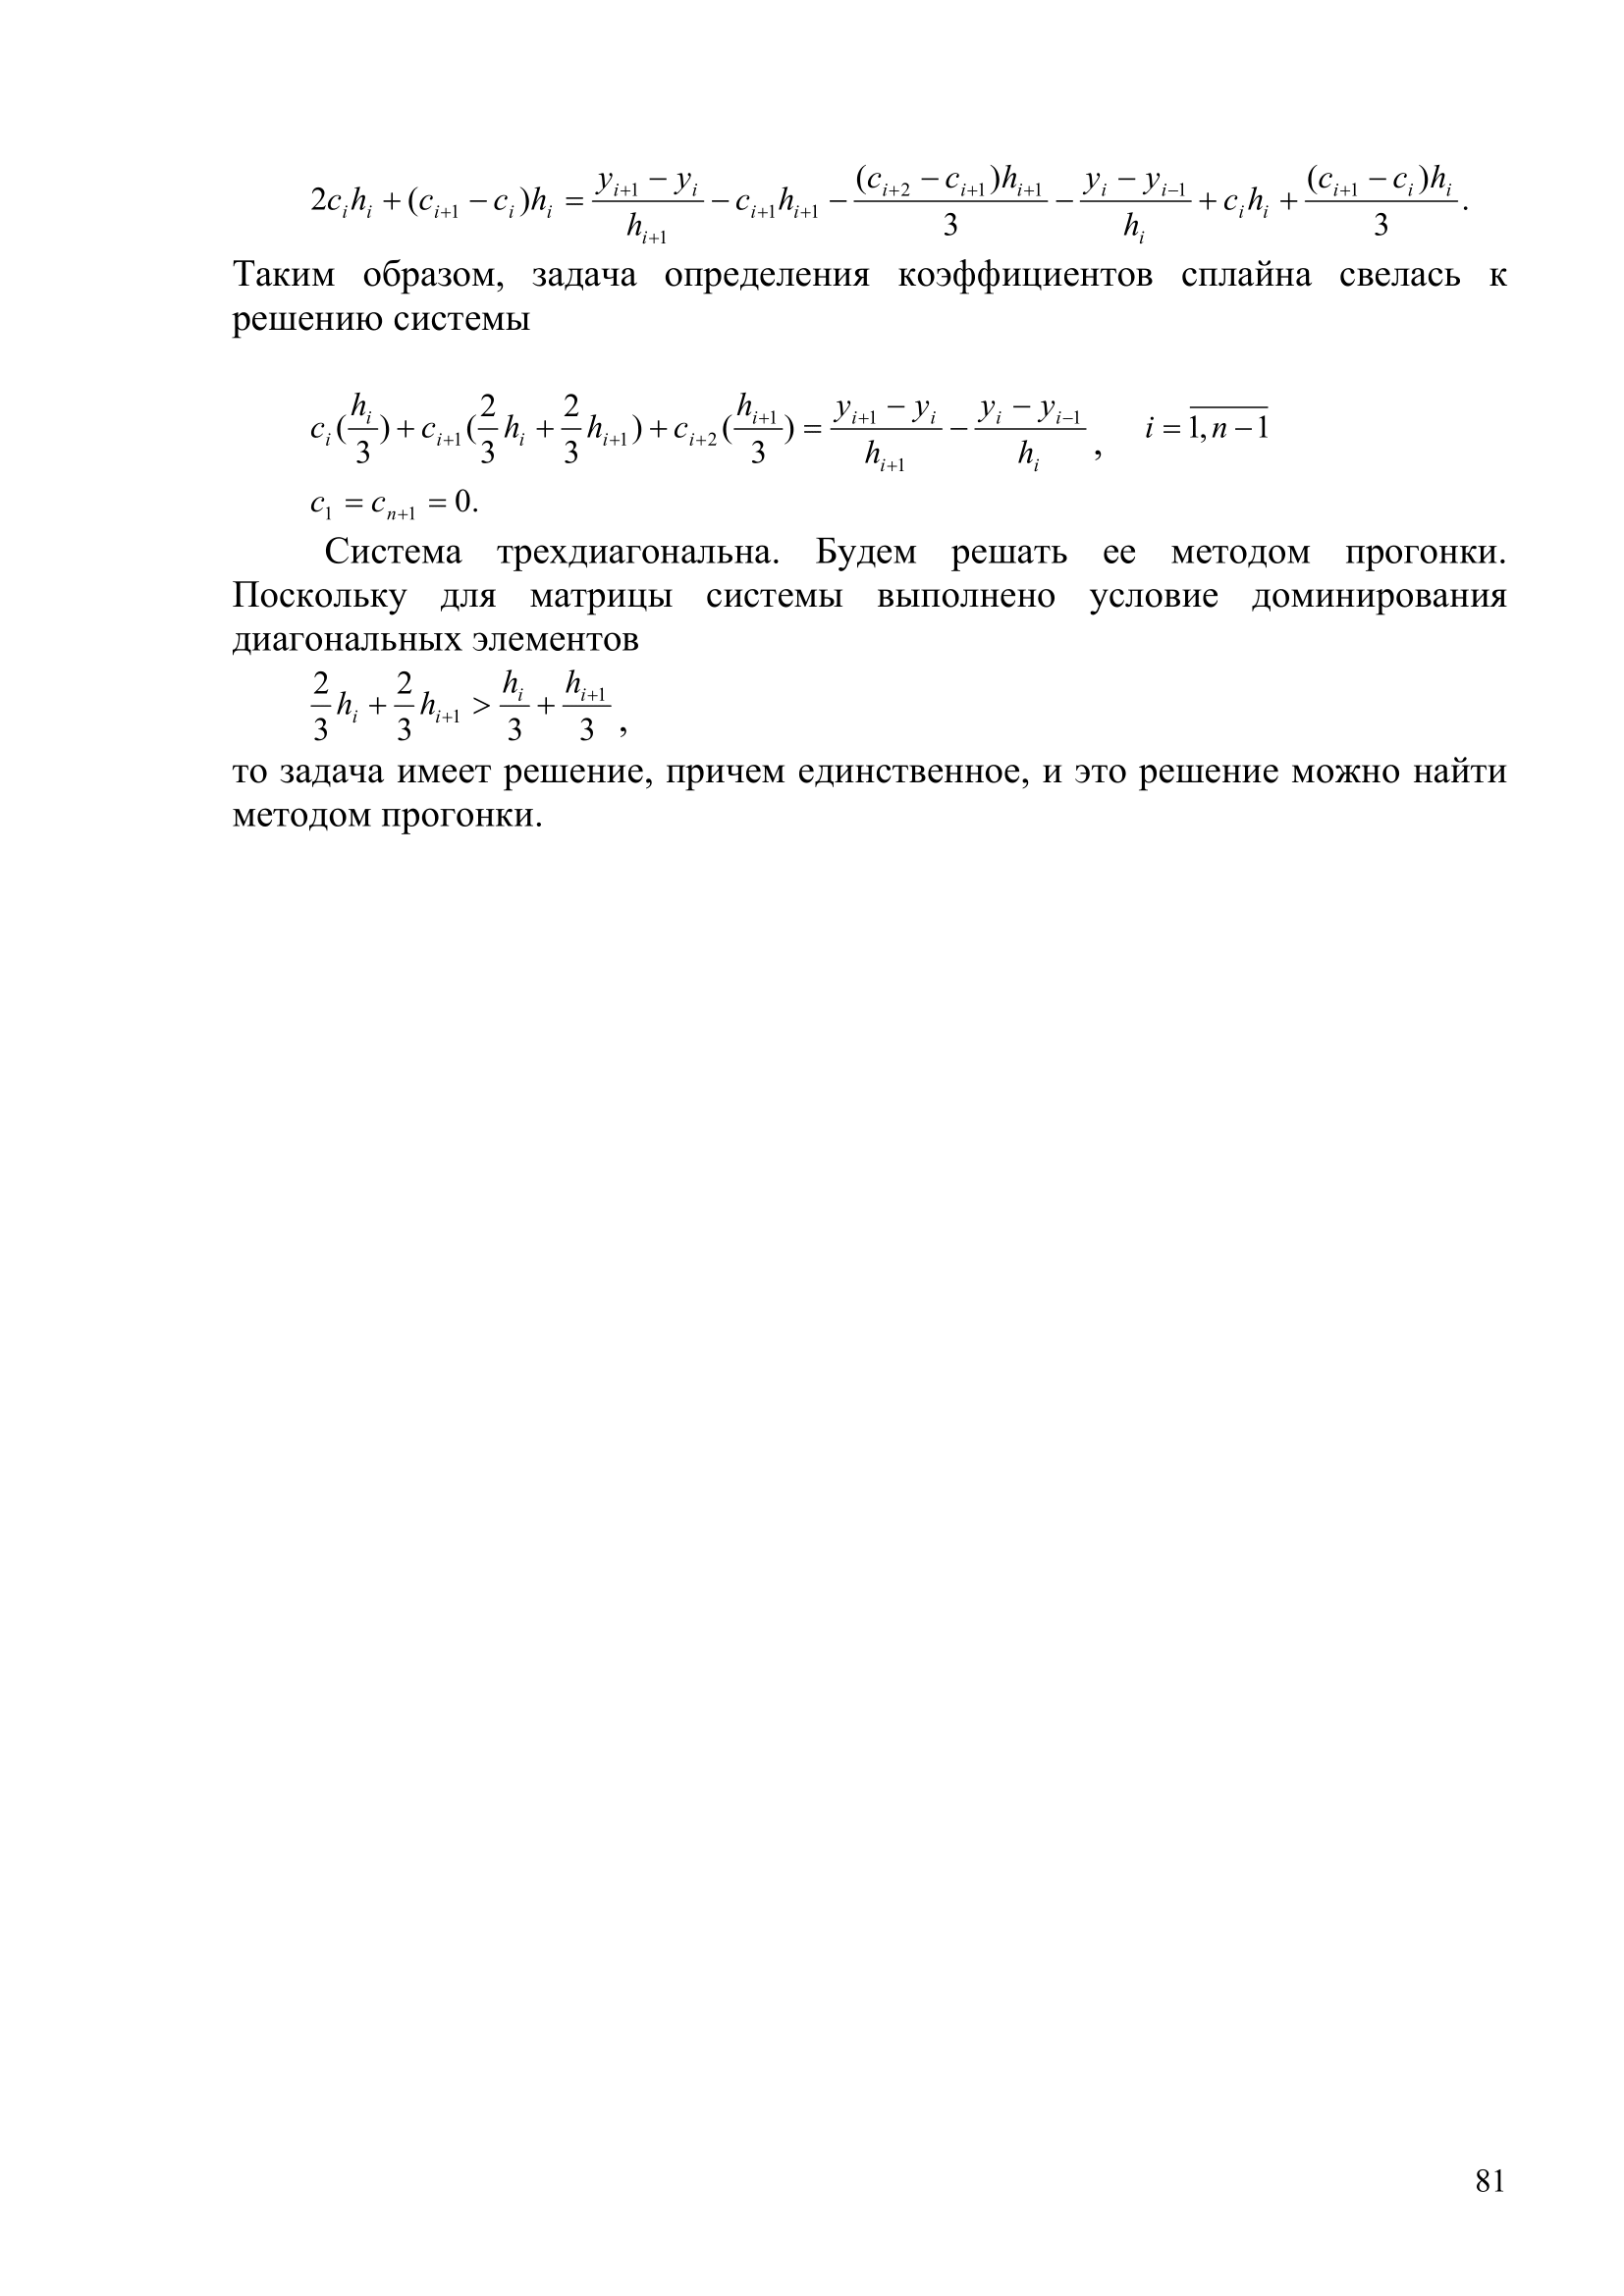 2c_i h_i + (c_{i+1} − c_i)h_i = \frac{y_{i+1} − y_i}{h_{i+1}} − c_{i+1}h_{i+1} − \frac{(c_{i+2} − c_{i+1})h_{i+1}}{3} − \frac{y_i − y_{i−1}}{h_i} + c_i h_i + \frac{(c_{i+1} − c_i)h_i}{3}.
Таким образом, задача определения коэффициентов сплайна свелась к
решению системы
c_i(\frac{h_i}{3}) + c_{i+1}(\frac{2}{3}h_i + \frac{2}{3}h_{i+1}) + c_{i+2}(\frac{h_{i+1}}{3}) = \frac{y_{i+1} − y_i}{h_{i+1}} − \frac{y_i − y_{i−1}}{h_i}, i = \overline{1, n − 1}
c_1 = c_{n+1} = 0.
Система трехдиагональна. Будем решать ее методом прогонки.
Поскольку для матрицы системы выполнено условие доминирования
диагональных элементов
\frac{2}{3}h_i + \frac{2}{3}h_{i+1} > \frac{h_i}{3} + \frac{h_{i+1}}{3},
то задача имеет решение, причем единственное, и это решение можно найти
методом прогонки.
81